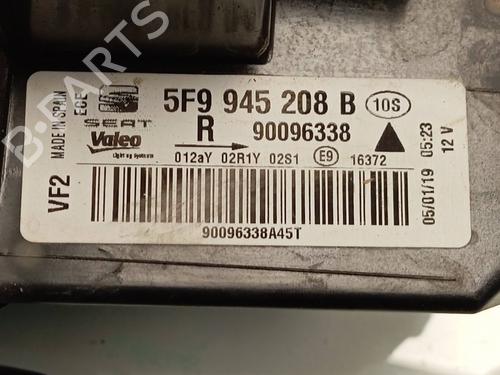 B-PARTS
MADE IN SPAIN
VF2
ECE
SEAT
Valeo
Lighting systems
5F9 945 208 B
10S
R
90096338
012aY 02R1Y 02S1 E9 16372
90096338A45T
05/01/19 05:23
12 V